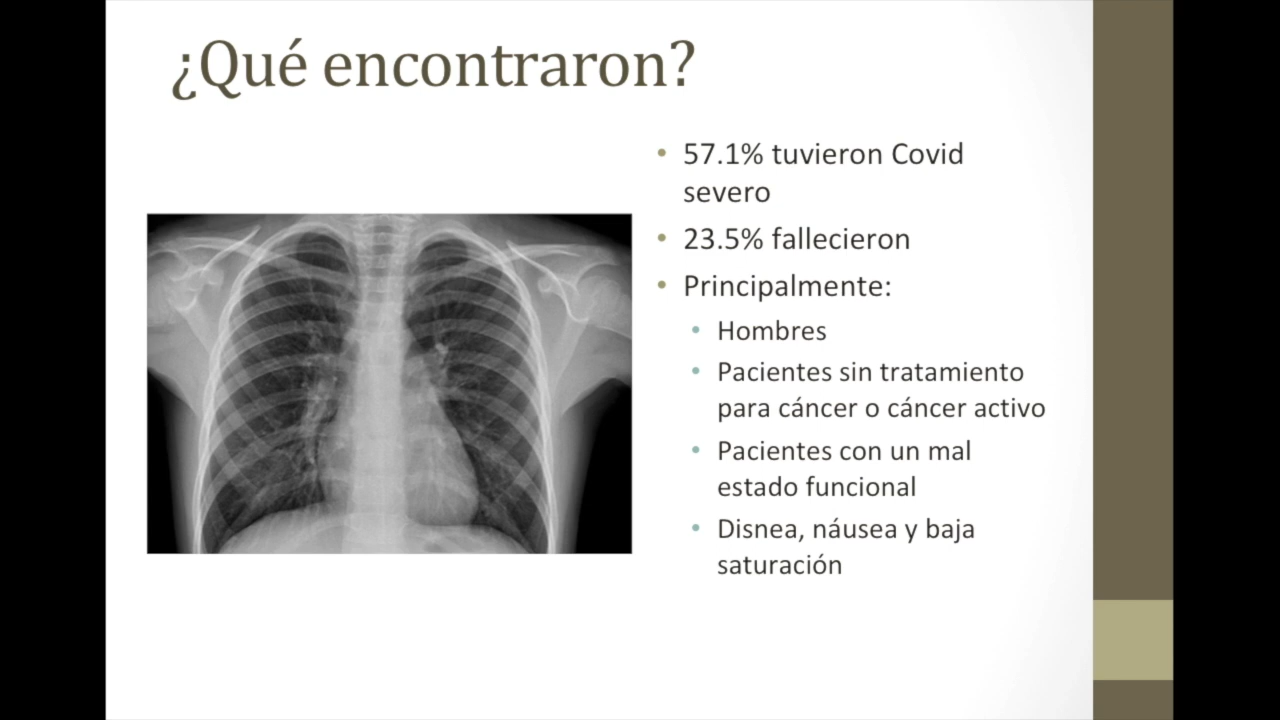 ¿Qué encontraron?
• 57.1% tuvieron Covid
severo
• 23.5% fallecieron
• Principalmente:
• Hombres
• Pacientes sin tratamiento
para cáncer o cáncer activo
• Pacientes con un mal
estado funcional
• Disnea, náusea y baja
saturación